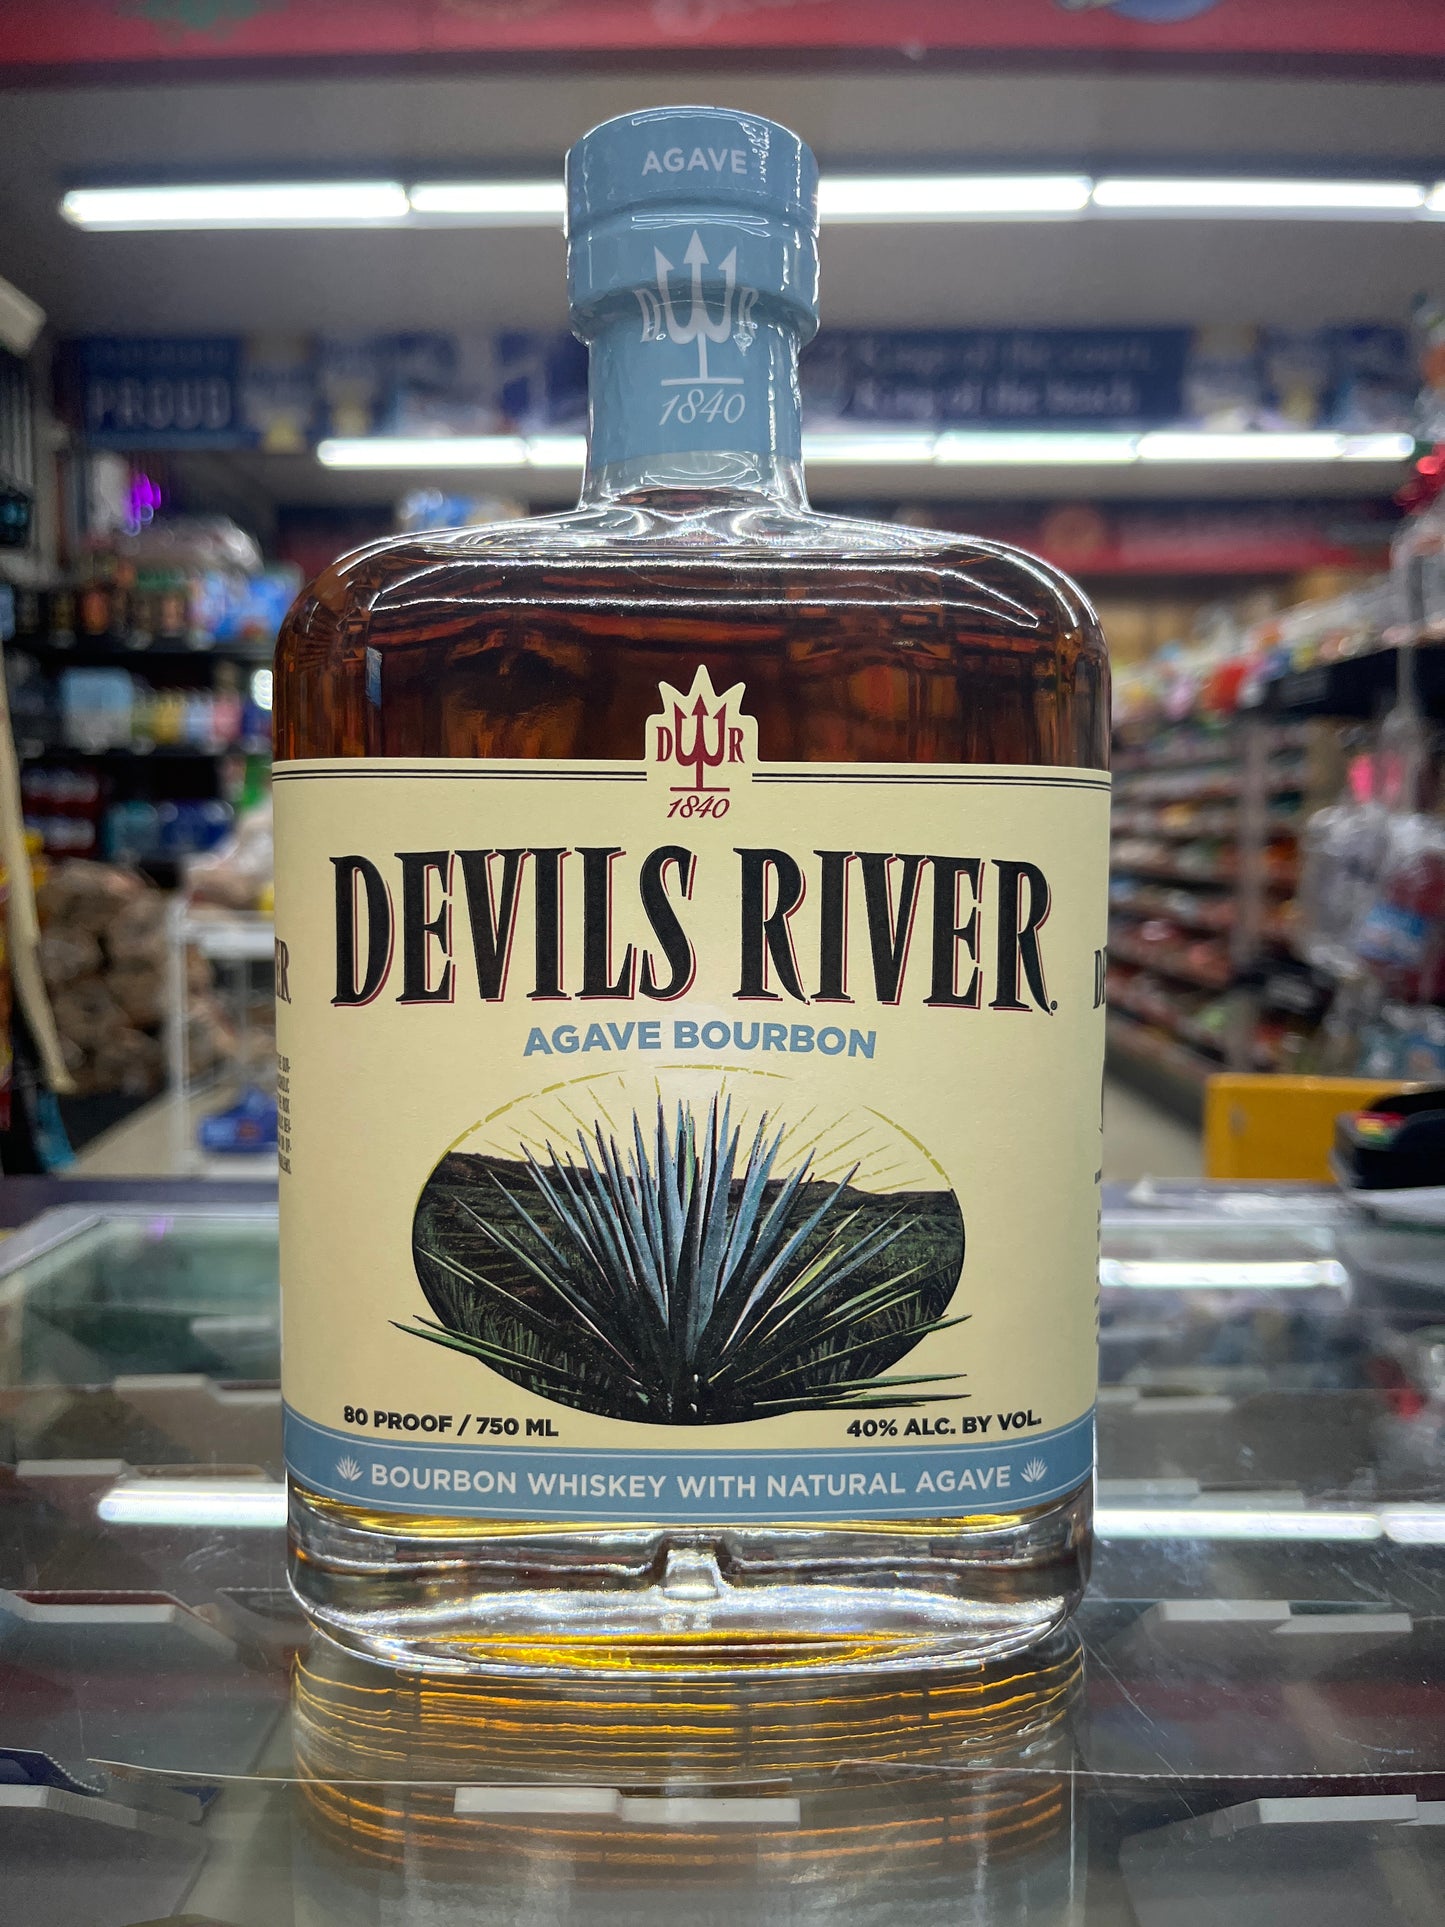 AGAVE
D R
1840
PROUD
D R
1840
DEVILS RIVER
AGAVE BOURBON
80 PROOF / 750 ML
40% ALC. BY VOL.
BOURBON WHISKEY WITH NATURAL AGAVE